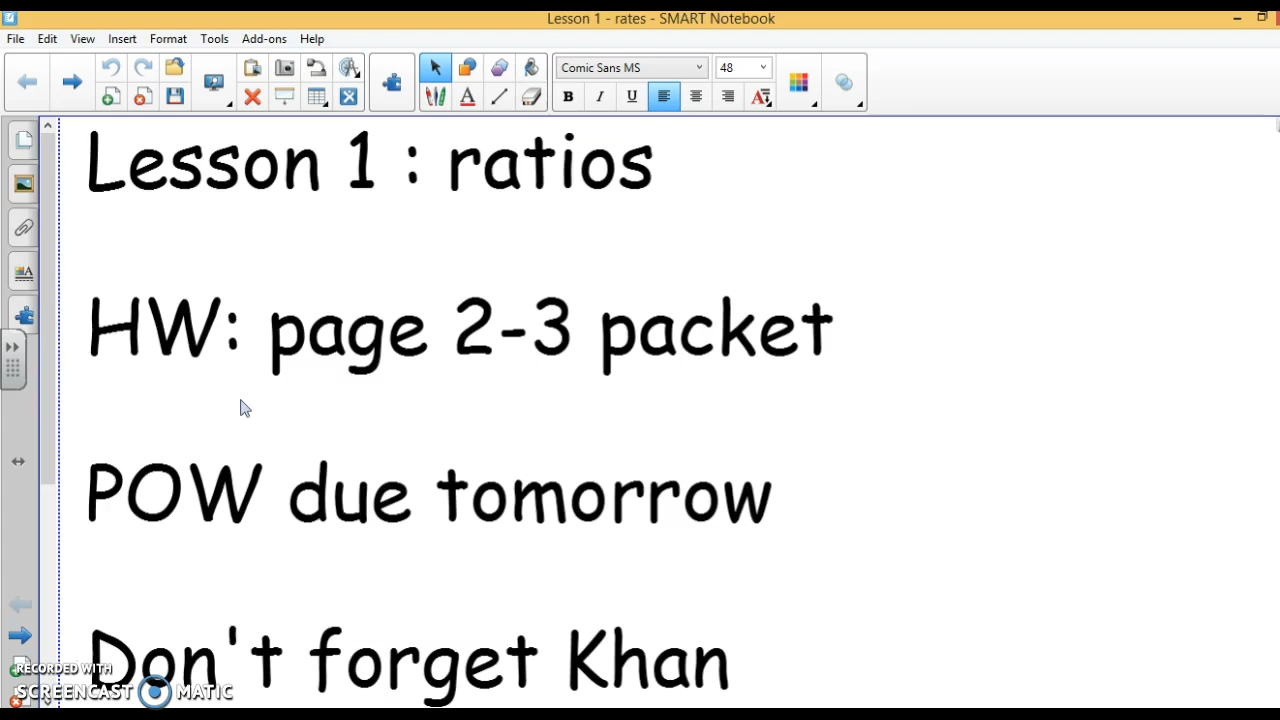 Lesson 1 - rates - SMART Notebook
File Edit View Insert Format Tools Add-ons Help
Comic Sans MS 48
B I U A
Lesson 1 : ratios
HW: page 2-3 packet
POW due tomorrow
Don't forget Khan
RECORDED WITH
SCREENCAST MATIC